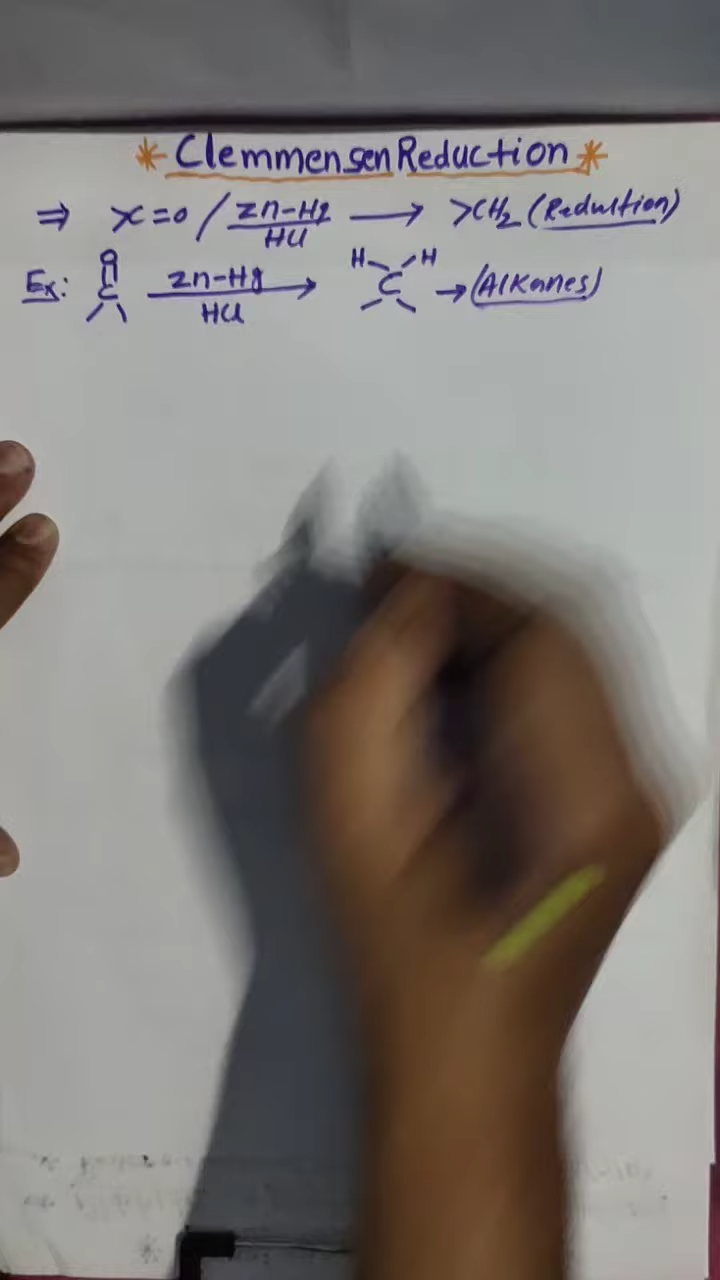 * Clemmensen Reduction *
⇒ >C=O / Zn-Hg ⟶ >CH₂ (Reduction)
HCl
O
Ex: C Zn-Hg ⟶ H C H → (Alkanes)
HCl